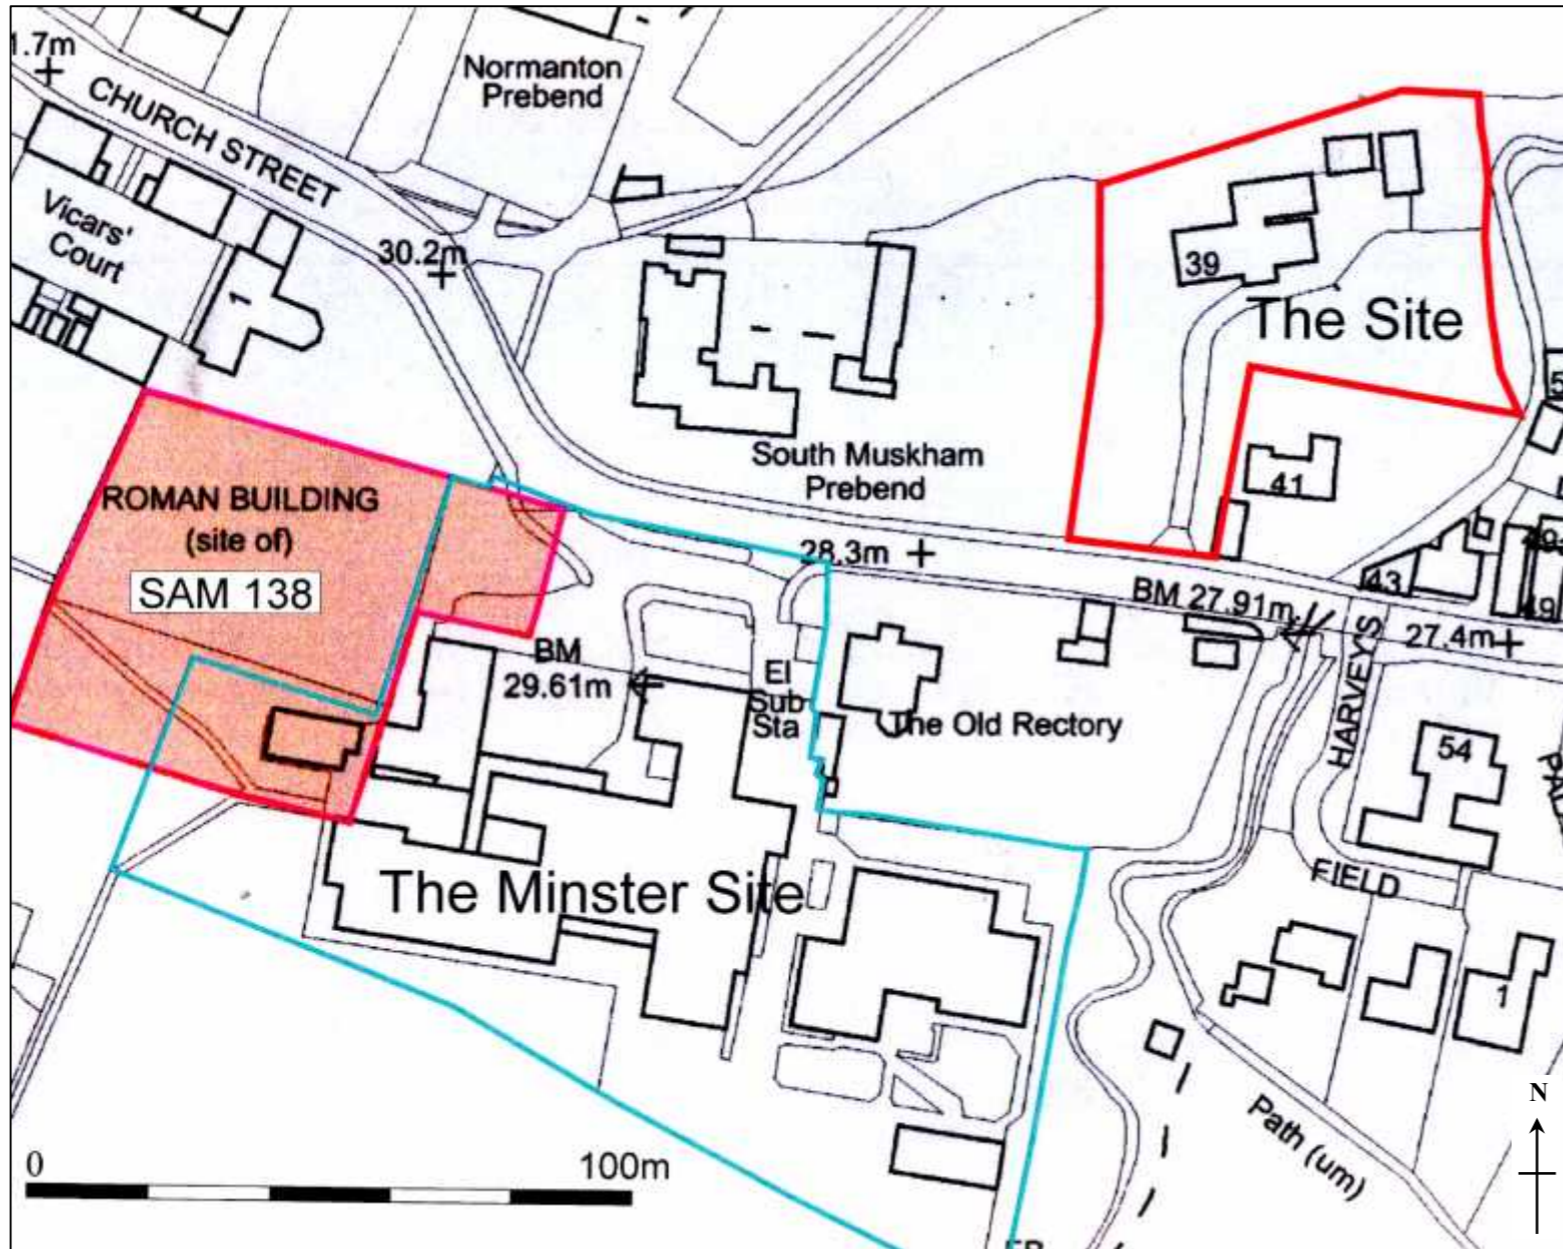 1.7m
Normanton
Prebend
CHURCH STREET
Vicars'
Court
1
30.2m
39
The Site
41
South Muskham
Prebend
ROMAN BUILDING
(site of)
SAM 138
28.3m
BM 27.91m
43
49
27.4m
BM
29.61m
El
Sub
Sta
The Old Rectory
HARVEYS
FIELD
54
The Minster Site
1
Path (um)
N
0
100m